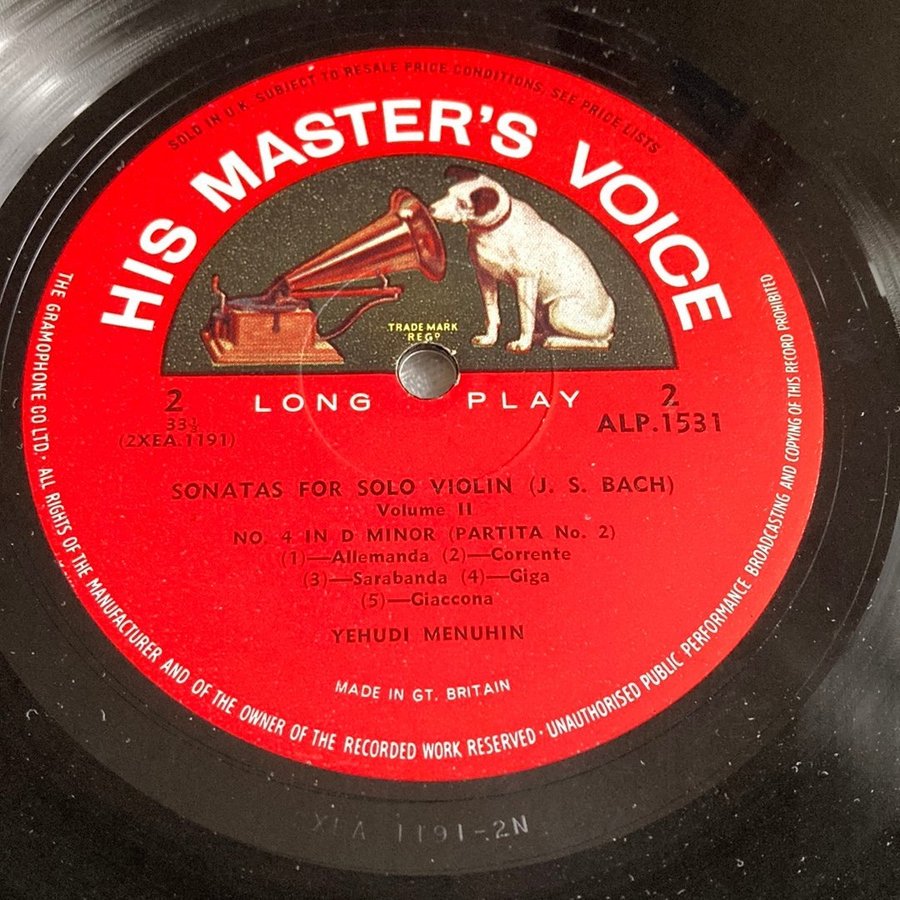 SOLD IN U.K. SUBJECT TO RESALE PRICE CONDITIONS, SEE PRICE LISTS
HIS MASTER'S VOICE
TRADE MARK
REGD
2 LONG PLAY 2
33⅓ ALP.1531
(2XEA.1191)
SONATAS FOR SOLO VIOLIN (J. S. BACH)
Volume II
NO. 4 IN D MINOR (PARTITA No. 2)
(1)—Allemanda (2)—Corrente
(3)—Sarabanda (4)—Giga
(5)—Giaccona
YEHUDI MENUHIN
MADE IN GT. BRITAIN
THE GRAMOPHONE CO LTD. · ALL RIGHTS OF THE MANUFACTURER AND OF THE OWNER OF THE RECORDED WORK RESERVED · UNAUTHORISED PUBLIC PERFORMANCE BROADCASTING AND COPYING OF THIS RECORD PROHIBITED
XEA 1191-2N